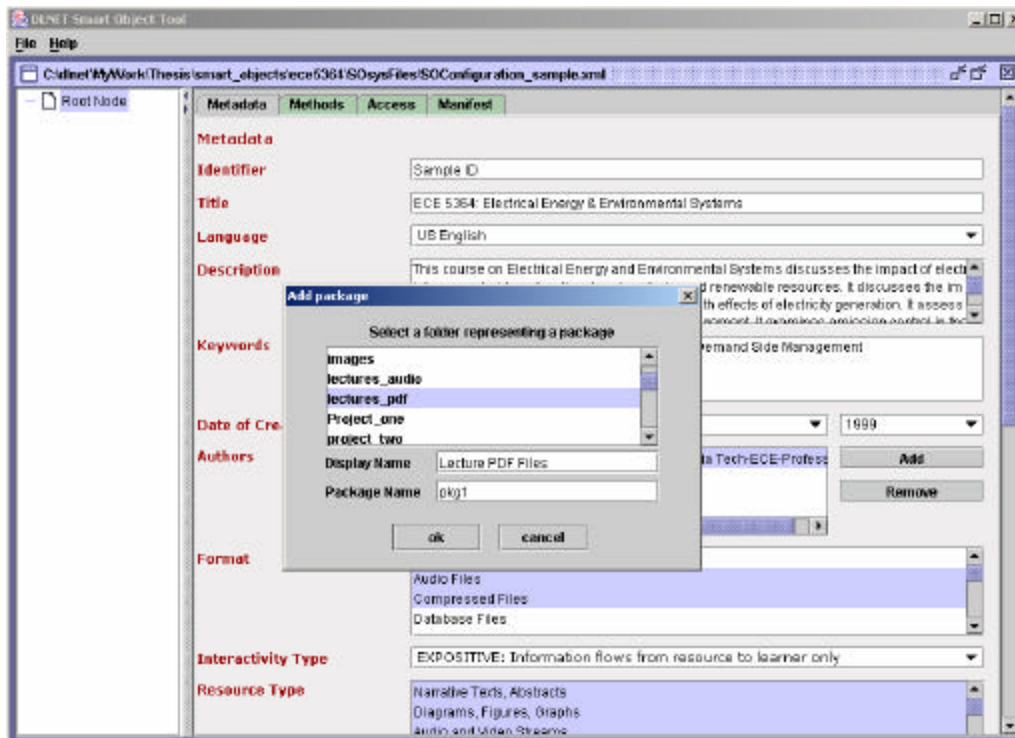 DLNET Smart Object Tool
File Help
C:\dlnet\MyWork\Thesis\smart_objects\ece5364\SOsysFiles\SOConfiguration_sample.xml
Root Node
Metadata Methods Access Manifest
Metadata
Identifier Sample ID
Title ECE 5364: Electrical Energy & Environmental Systems
Language US English
Description This course on Electrical Energy and Environmental Systems discusses the impact of electr
d renewable resources. It discusses the im
th effects of electricity generation. It assess
Add package
Select a folder representing a package
images
lectures_audio
lectures_pdf
Project_one
project_two
Display Name Lecture PDF Files
Package Name pkg1
ok cancel
Keywords emand Side Management
Date of Cre 1999
Authors ia Tech-ECE-Profess Add
Remove
Format
Audio Files
Compressed Files
Database Files
Interactivity Type EXPOSITIVE: Information flows from resource to learner only
Resource Type Narrative Texts, Abstracts
Diagrams, Figures, Graphs
Audio and Video Streams